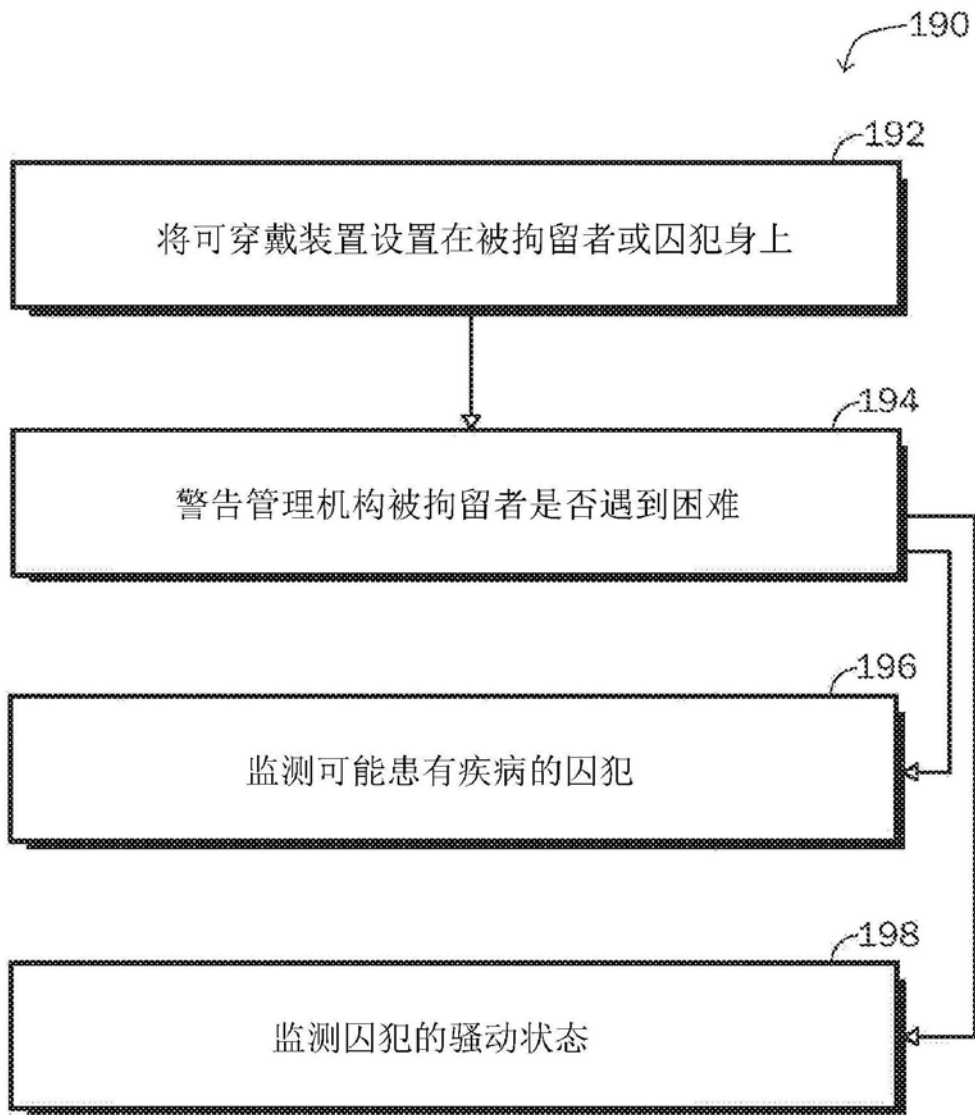 190
192
将可穿戴装置设置在被拘留者或囚犯身上
194
警告管理机构被拘留者是否遇到困难
196
监测可能患有疾病的囚犯
198
监测囚犯的骚动状态